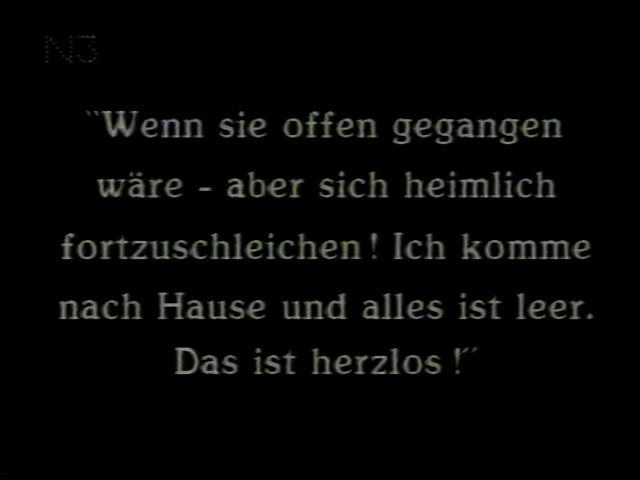 N3
``Wenn sie offen gegangen
wäre - aber sich heimlich
fortzuschleichen! Ich komme
nach Hause und alles ist leer.
Das ist herzlos!´´